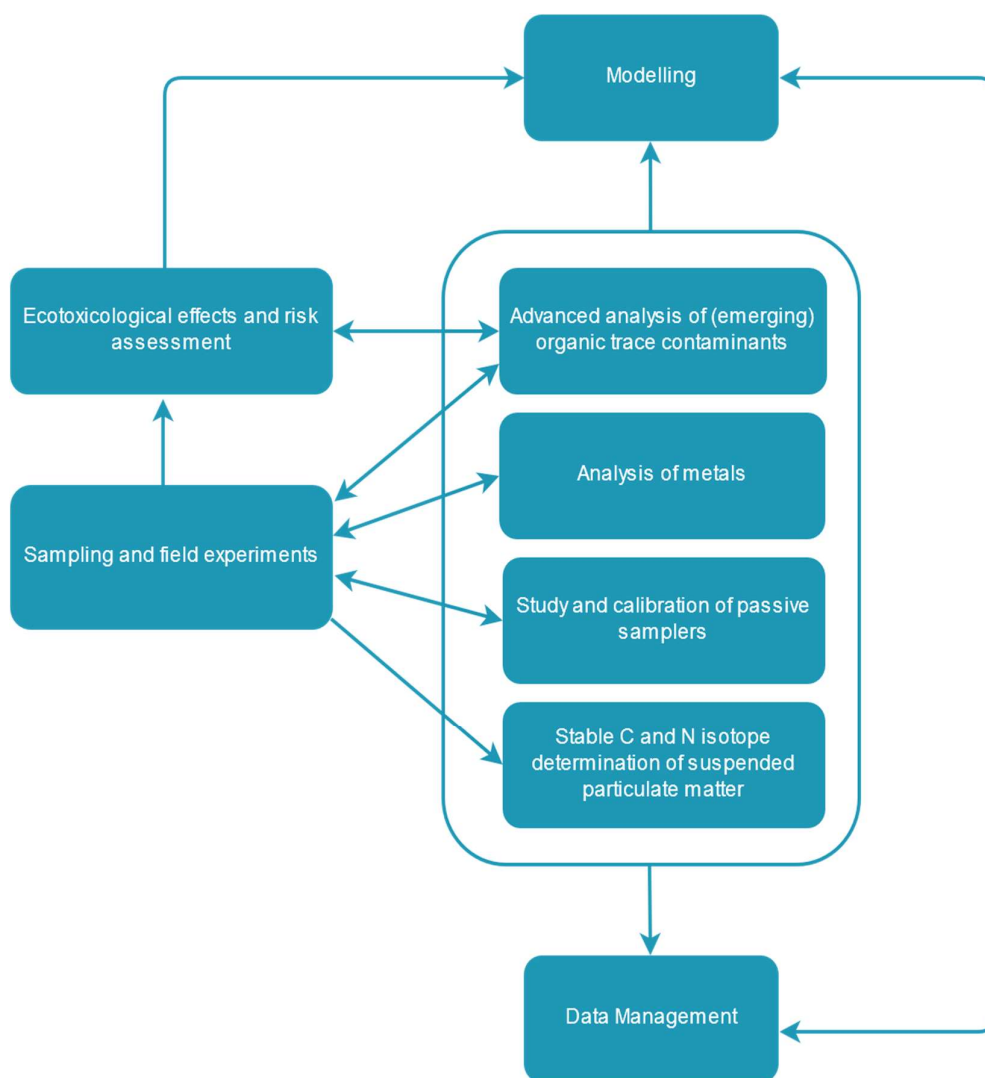 Modelling
Ecotoxicological effects and risk
assessment
Advanced analysis of (emerging)
organic trace contaminants
Analysis of metals
Sampling and field experiments
Study and calibration of passive
samplers
Stable C and N isotope
determination of suspended
particulate matter
Data Management